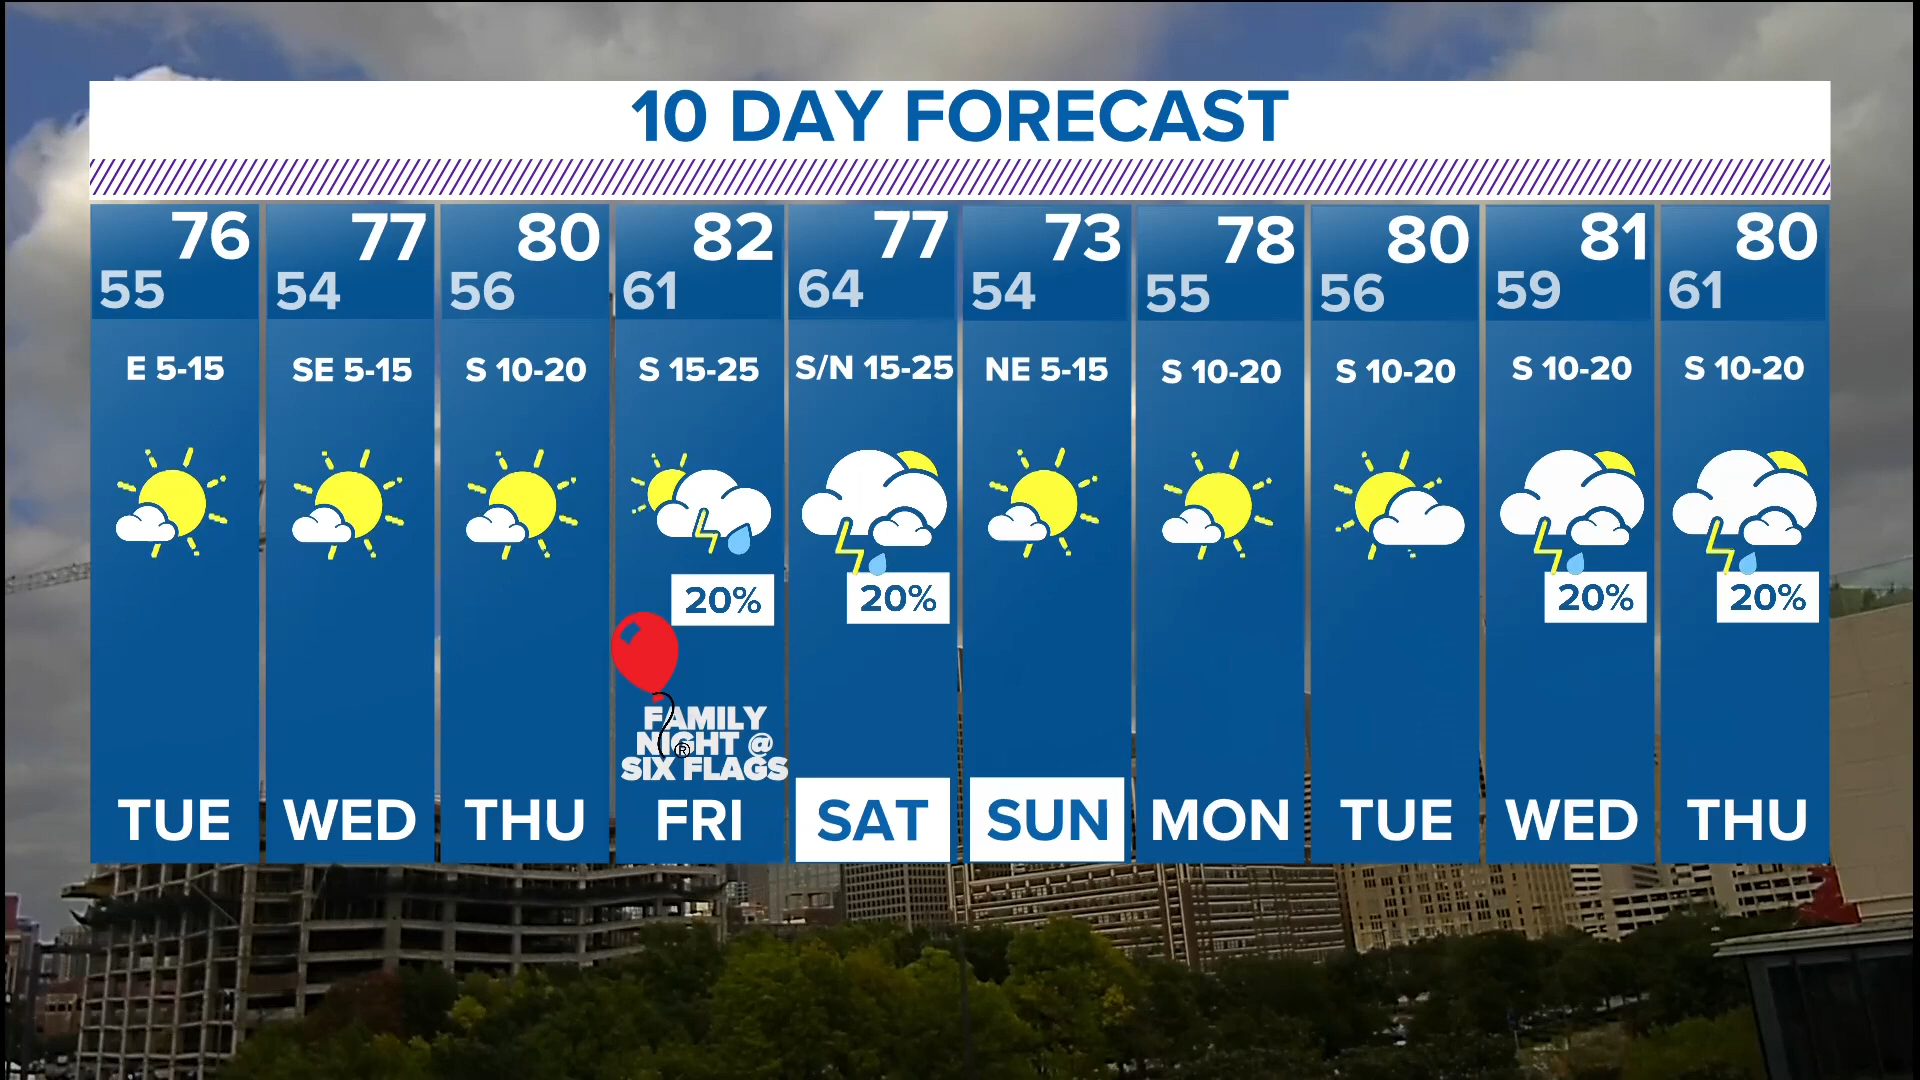 10 DAY FORECAST
76 77 80 82 77 73 78 80 81 80
55 54 56 61 64 54 55 56 59 61
E 5-15 SE 5-15 S 10-20 S 15-25 S/N 15-25 NE 5-15 S 10-20 S 10-20 S 10-20 S 10-20
20% 20% 20% 20%
FAMILY
NIGHT @
®
SIX FLAGS
TUE WED THU FRI SAT SUN MON TUE WED THU